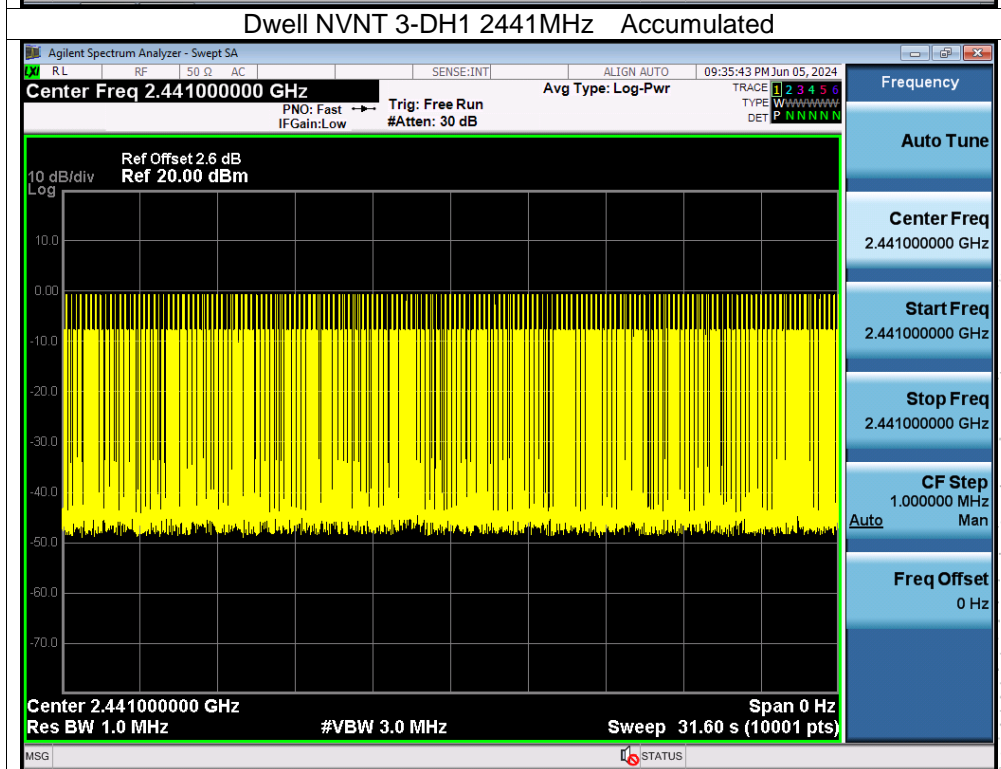 Dwell NVNT 3-DH1 2441MHz Accumulated
Agilent Spectrum Analyzer - Swept SA
LXI RL RF 50 Ω AC SENSE:INT ALIGN AUTO 09:35:43 PM Jun 05, 2024
Center Freq 2.441000000 GHz Avg Type: Log-Pwr TRACE 1 2 3 4 5 6
PNO: Fast Trig: Free Run TYPE WWWWWWW
IFGain:Low #Atten: 30 dB DET P N N N N N
Ref Offset 2.6 dB
10 dB/div Ref 20.00 dBm
Log
10.0
0.00
-10.0
-20.0
-30.0
-40.0
-50.0
-60.0
-70.0
Center 2.441000000 GHz Span 0 Hz
Res BW 1.0 MHz #VBW 3.0 MHz Sweep 31.60 s (10001 pts)
MSG STATUS
Frequency
Auto Tune
Center Freq
2.441000000 GHz
Start Freq
2.441000000 GHz
Stop Freq
2.441000000 GHz
CF Step
1.000000 MHz
Auto Man
Freq Offset
0 Hz